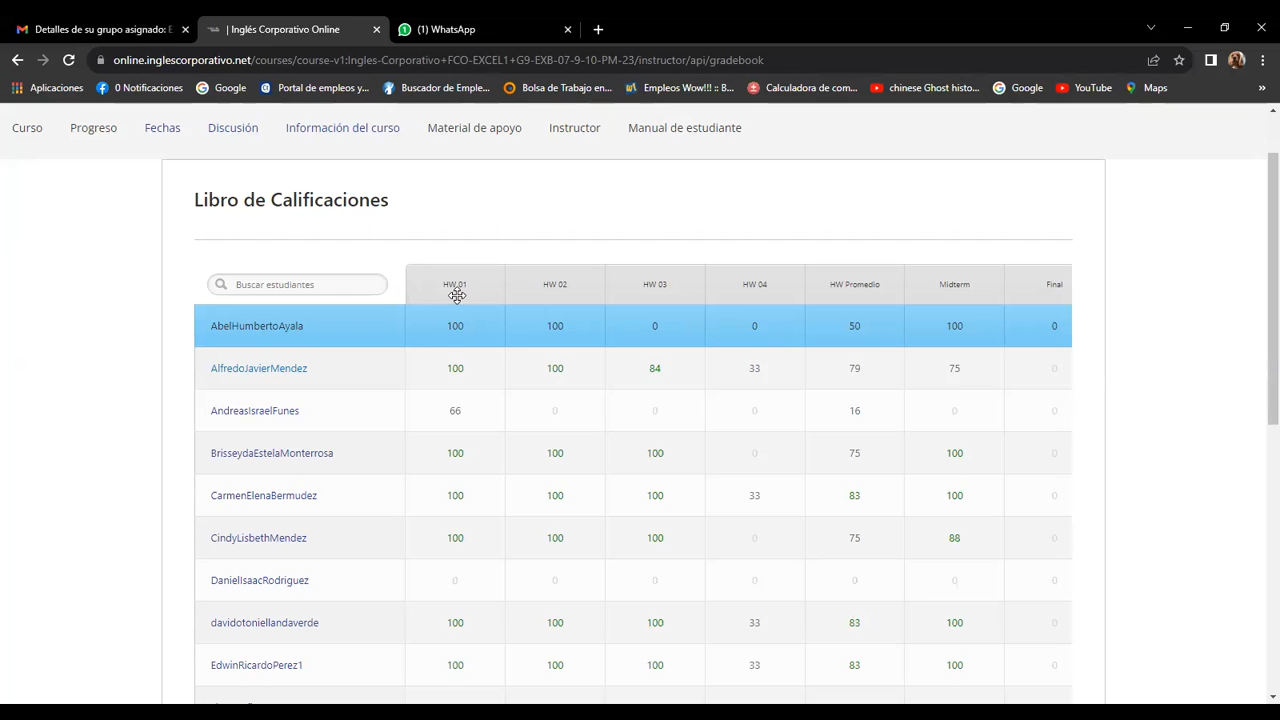 Detalles de su grupo asignado: E
| Inglés Corporativo Online
(1) WhatsApp
online.inglescorporativo.net/courses/course-v1:Ingles-Corporativo+FCO-EXCEL1+G9-EXB-07-9-10-PM-23/instructor/api/gradebook
Aplicaciones 0 Notificaciones Google Portal de empleos y... Buscador de Emple... Bolsa de Trabajo en... Empleos Wow!!! :: B... Calculadora de com... chinese Ghost histo... Google YouTube Maps »
Curso Progreso Fechas Discusión Información del curso Material de apoyo Instructor Manual de estudiante
Libro de Calificaciones
Buscar estudiantes HW 01 HW 02 HW 03 HW 04 HW Promedio Midterm Final
AbelHumbertoAyala 100 100 0 0 50 100 0
AlfredoJavierMendez 100 100 84 33 79 75 0
AndreasIsraelFunes 66 0 0 0 16 0 0
BrisseydaEstelaMonterrosa 100 100 100 0 75 100 0
CarmenElenaBermudez 100 100 100 33 83 100 0
CindyLisbethMendez 100 100 100 0 75 88 0
DanielIsaacRodriguez 0 0 0 0 0 0 0
davidotoniellandaverde 100 100 100 33 83 100 0
EdwinRicardoPerez1 100 100 100 33 83 100 0